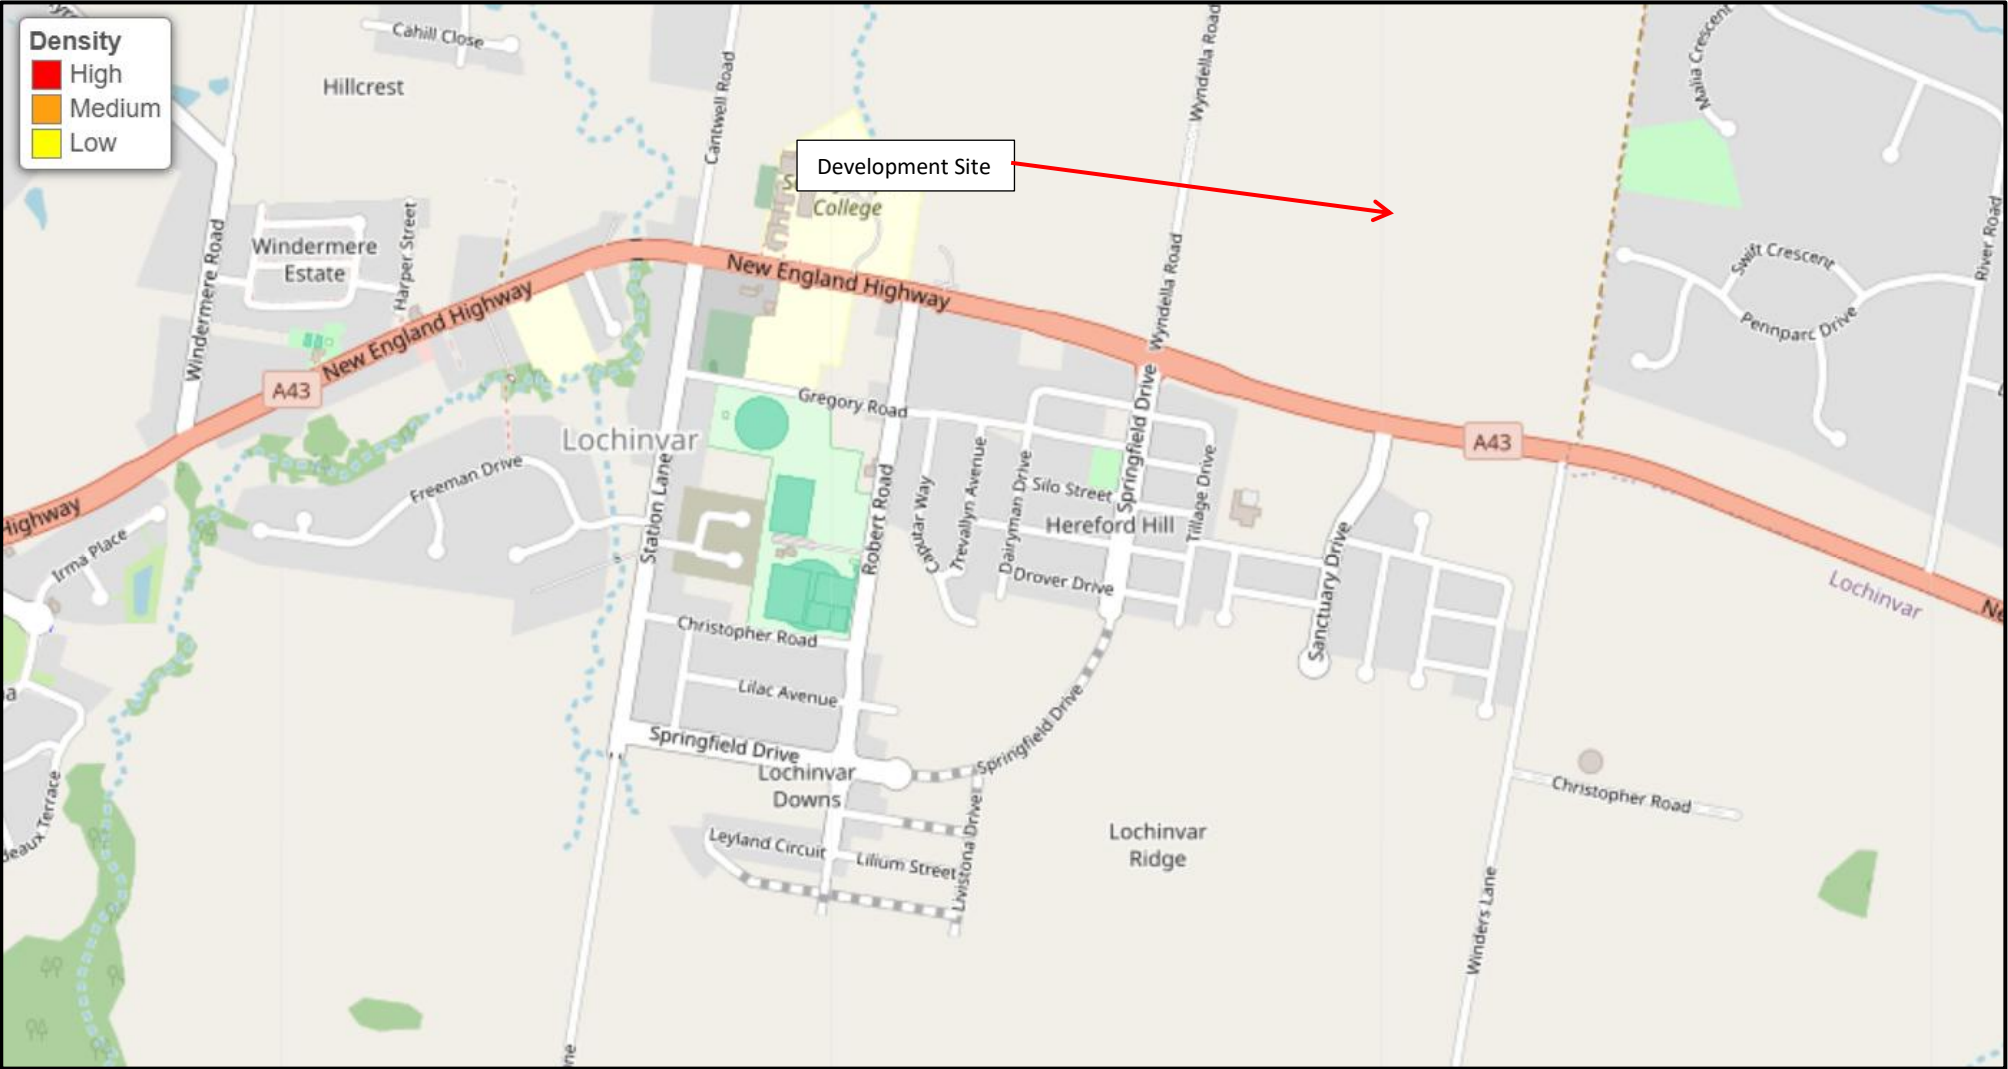 Density
High
Medium
Low
Cahill Close
Hillcrest
Cantwell Road
Wyndella Road
Wyndella Road
Malia Crescent
Development Site
College
Windermere Road
Windermere
Estate
Harper Street
New England Highway
New England Highway
A43
Wyndella Road
Swift Crescent
Pennparc Drive
River Road
Gregory Road
Lochinvar
Freeman Drive
Station Lane
Robert Road
Caputar Way
Trevallyn Avenue
Dairyman Drive
Silo Street
Springfield Drive
Tillage Drive
Hereford Hill
Drover Drive
A43
Sanctuary Drive
Lochinvar
Highway
Irma Place
Christopher Road
Lilac Avenue
Springfield Drive
Springfield Drive
Lochinvar
Downs
Leyland Circuit
Lilium Street
Livistona Drive
Lochinvar
Ridge
Christopher Road
Winders Lane
deaux Terrace
Ne